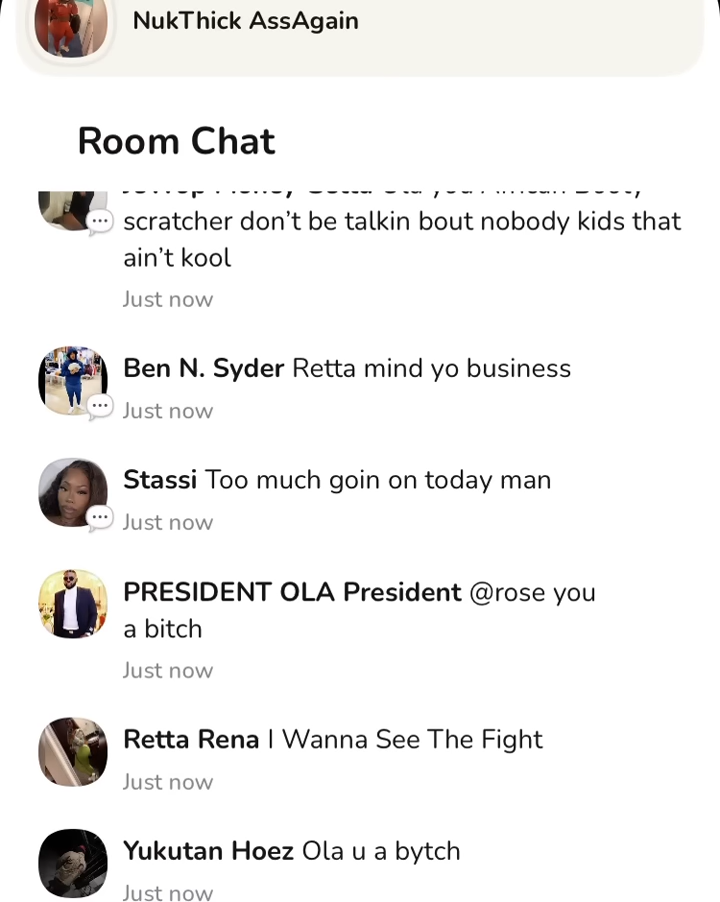 NukThick AssAgain
Room Chat
scratcher don't be talkin bout nobody kids that
ain't kool
Just now
Ben N. Syder Retta mind yo business
Just now
Stassi Too much goin on today man
Just now
PRESIDENT OLA President @rose you
a bitch
Just now
Retta Rena I Wanna See The Fight
Just now
Yukutan Hoez Ola u a bytch
Just now